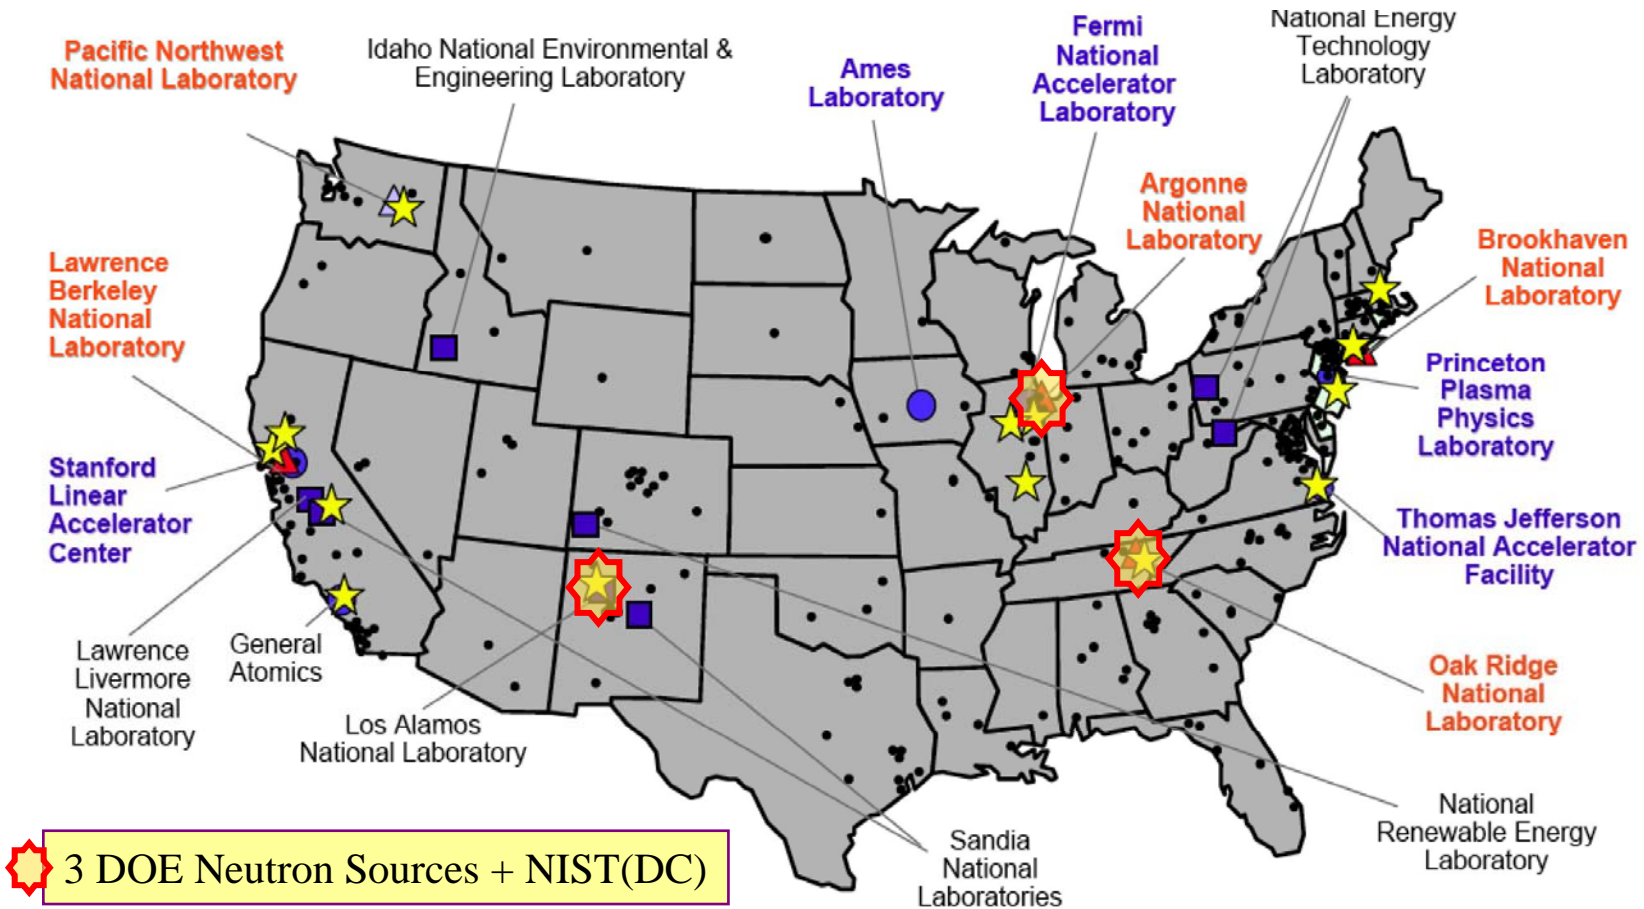 Pacific Northwest
National Laboratory
Idaho National Environmental &
Engineering Laboratory
Ames
Laboratory
Fermi
National
Accelerator
Laboratory
National Energy
Technology
Laboratory
Argonne
National
Laboratory
Brookhaven
National
Laboratory
Lawrence
Berkeley
National
Laboratory
Princeton
Plasma
Physics
Laboratory
Stanford
Linear
Accelerator
Center
Thomas Jefferson
National Accelerator
Facility
Lawrence
Livermore
National
Laboratory
General
Atomics
Los Alamos
National Laboratory
Oak Ridge
National
Laboratory
Sandia
National
Laboratories
National
Renewable Energy
Laboratory
3 DOE Neutron Sources + NIST(DC)